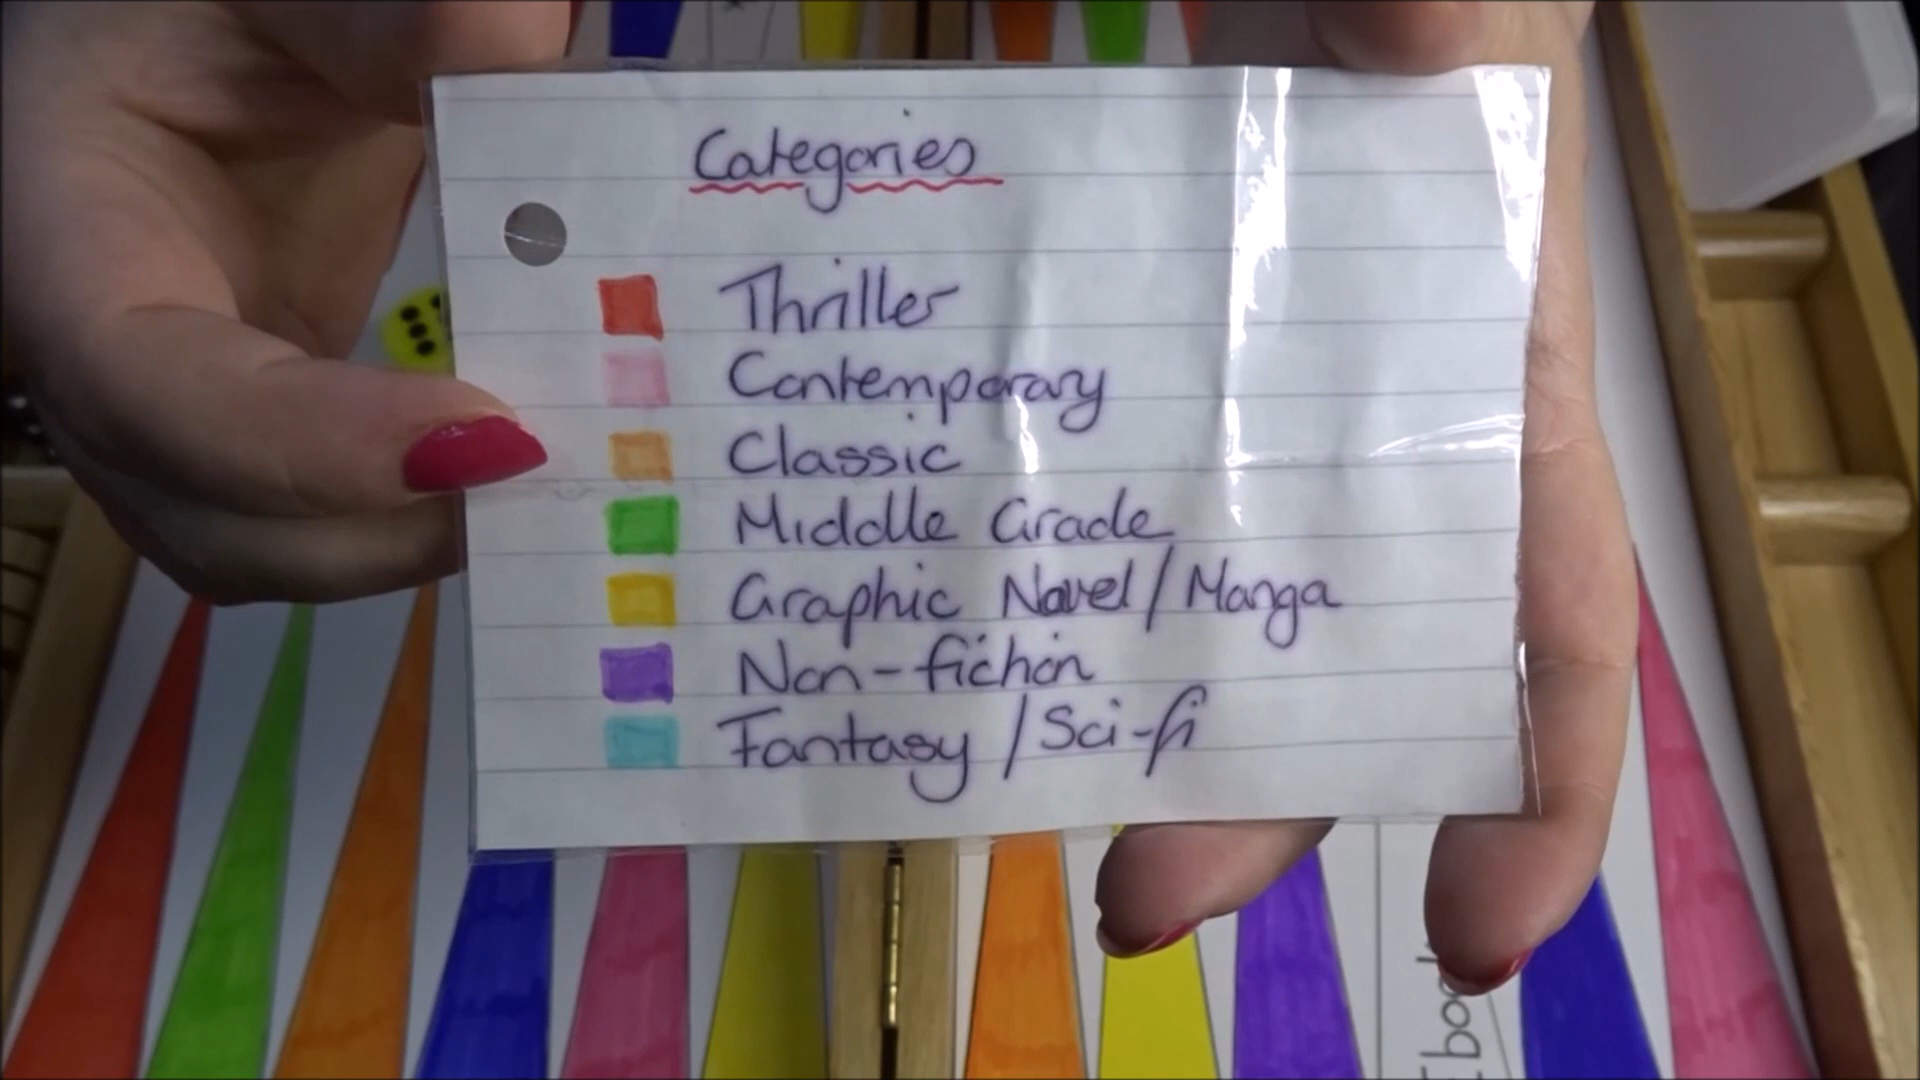 Categories
Thriller
Contemporary
Classic
Middle Grade
Graphic Novel / Manga
Non-fiction
Fantasy / Sci-fi